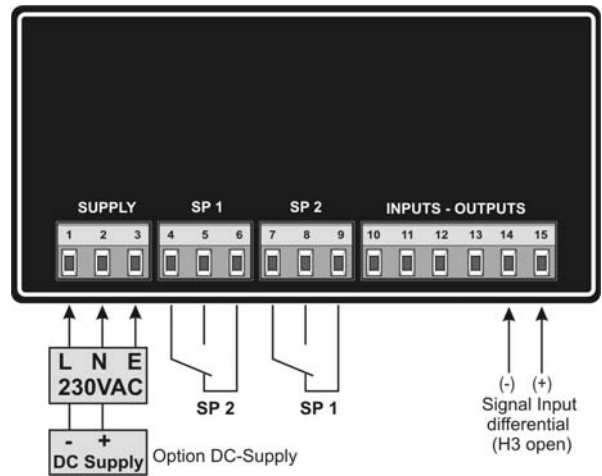 SUPPLY SP 1 SP 2 INPUTS - OUTPUTS
1 2 3 4 5 6 7 8 9 10 11 12 13 14 15
L N E
230VAC
SP 2 SP 1
- +
DC Supply Option DC-Supply
(-) (+)
Signal Input
differential
(H3 open)